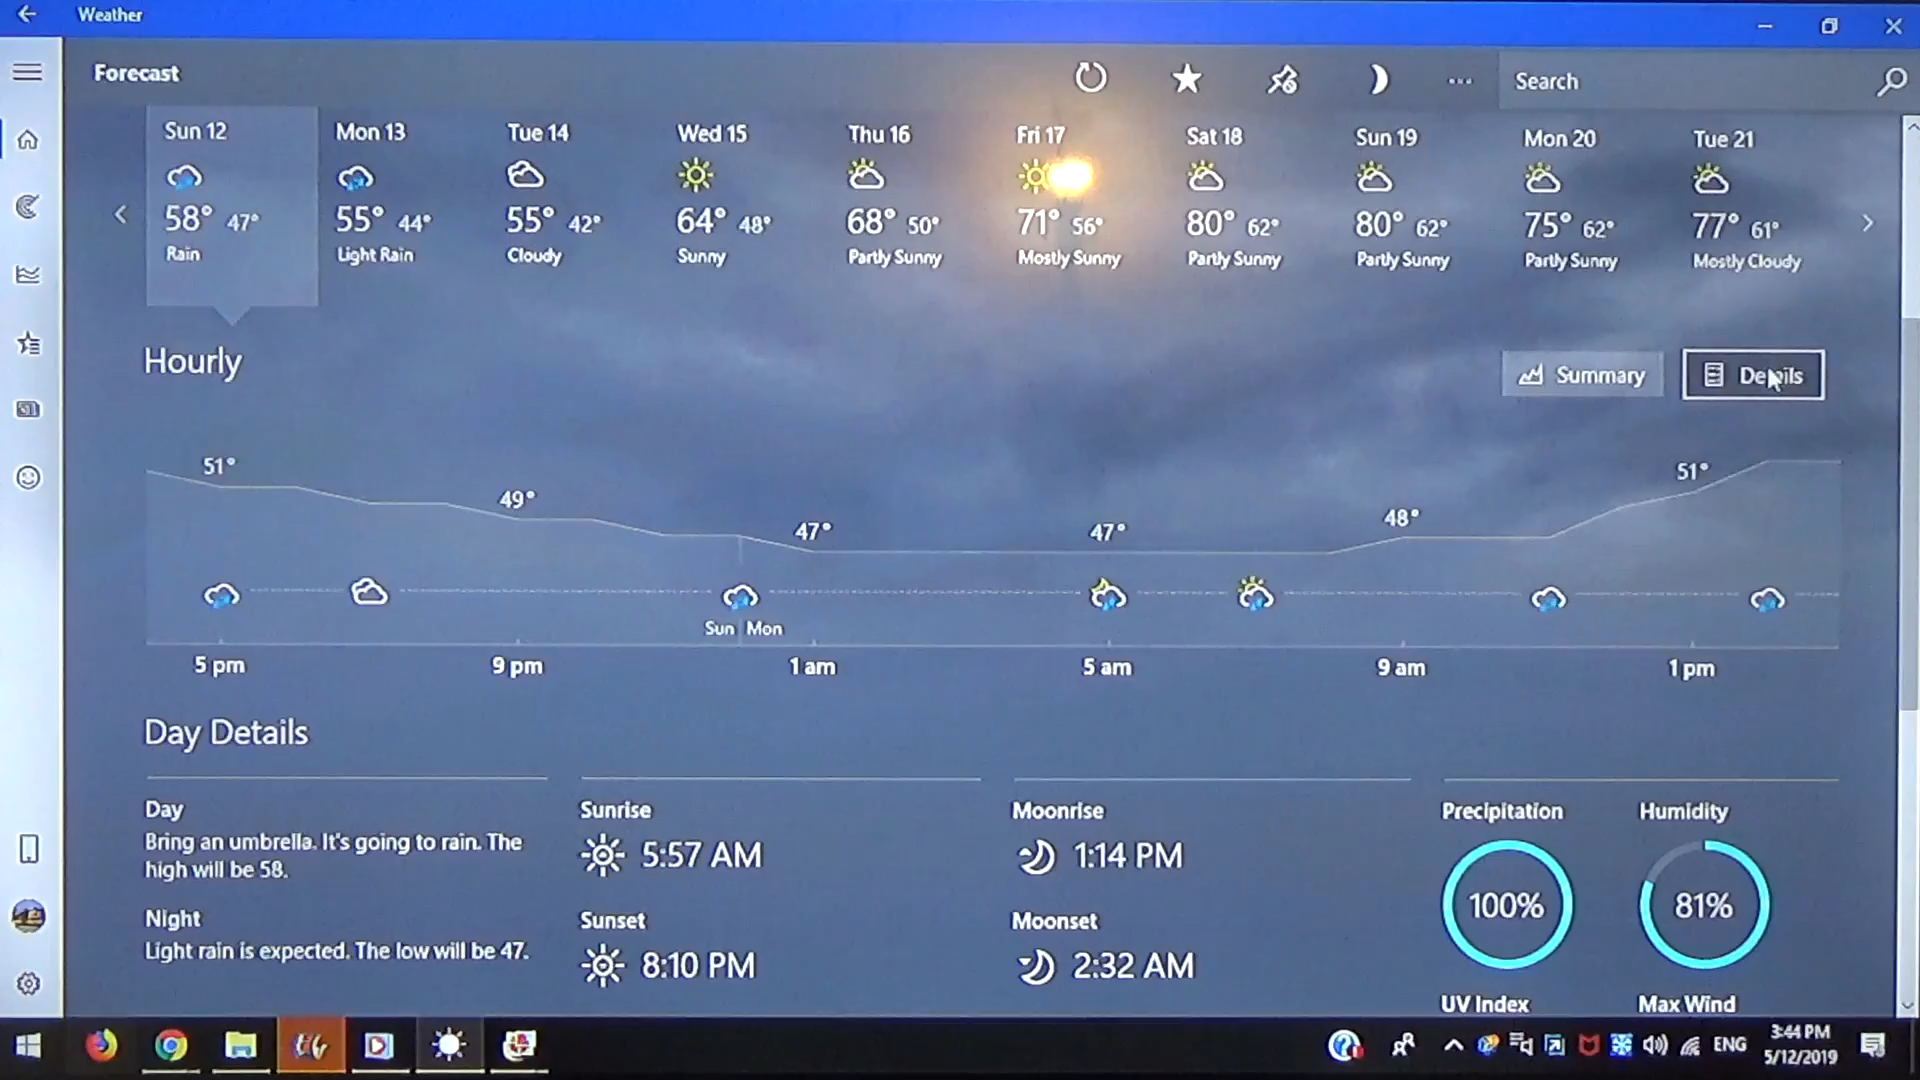 Weather
Forecast
Search
Sun 12
58° 47°
Rain
Mon 13
55° 44°
Light Rain
Tue 14
55° 42°
Cloudy
Wed 15
64° 48°
Sunny
Thu 16
68° 50°
Partly Sunny
Fri 17
71° 56°
Mostly Sunny
Sat 18
80° 62°
Partly Sunny
Sun 19
80° 62°
Partly Sunny
Mon 20
75° 62°
Partly Sunny
Tue 21
77° 61°
Mostly Cloudy
Hourly
Summary
Details
51° 49° 47° 47° 48° 51°
Sun Mon
5 pm 9 pm 1 am 5 am 9 am 1 pm
Day Details
Day
Bring an umbrella. It's going to rain. The
high will be 58.
Night
Light rain is expected. The low will be 47.
Sunrise
5:57 AM
Sunset
8:10 PM
Moonrise
1:14 PM
Moonset
2:32 AM
Precipitation
100%
Humidity
81%
UV Index
Max Wind
ENG
3:44 PM
5/12/2019